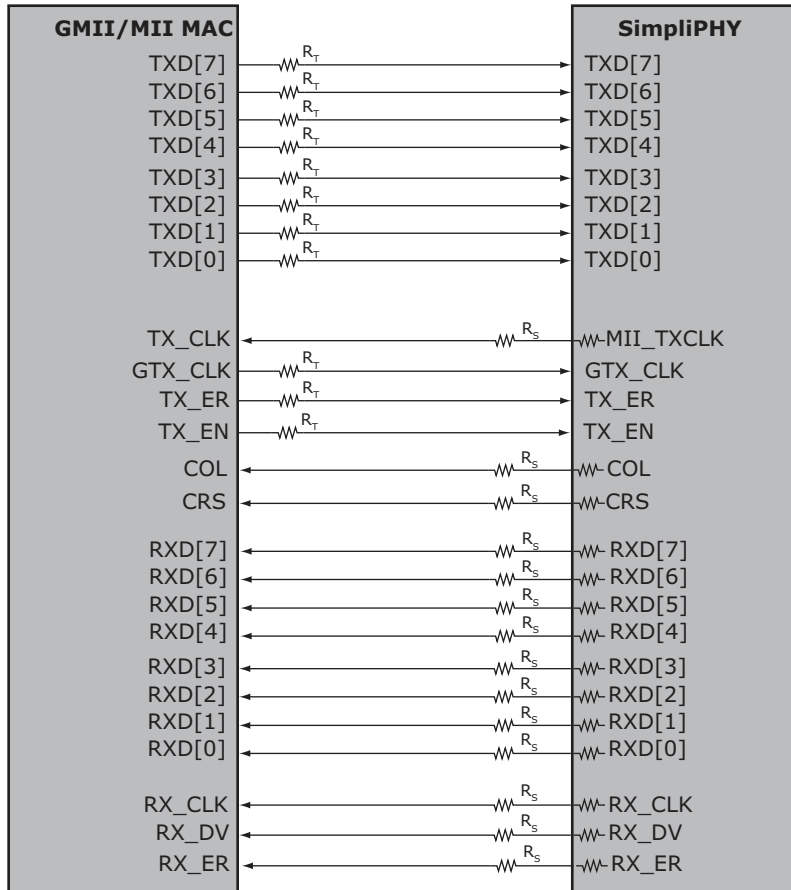 GMII/MII MAC SimpliPHY
TXD[7] R_T TXD[7]
TXD[6] R_T TXD[6]
TXD[5] R_T TXD[5]
TXD[4] R_T TXD[4]
TXD[3] R_T TXD[3]
TXD[2] R_T TXD[2]
TXD[1] R_T TXD[1]
TXD[0] R_T TXD[0]
TX_CLK R_S MII_TXCLK
GTX_CLK R_T GTX_CLK
TX_ER R_T TX_ER
TX_EN R_T TX_EN
COL R_S COL
CRS R_S CRS
RXD[7] R_S RXD[7]
RXD[6] R_S RXD[6]
RXD[5] R_S RXD[5]
RXD[4] R_S RXD[4]
RXD[3] R_S RXD[3]
RXD[2] R_S RXD[2]
RXD[1] R_S RXD[1]
RXD[0] R_S RXD[0]
RX_CLK R_S RX_CLK
RX_DV R_S RX_DV
RX_ER R_S RX_ER